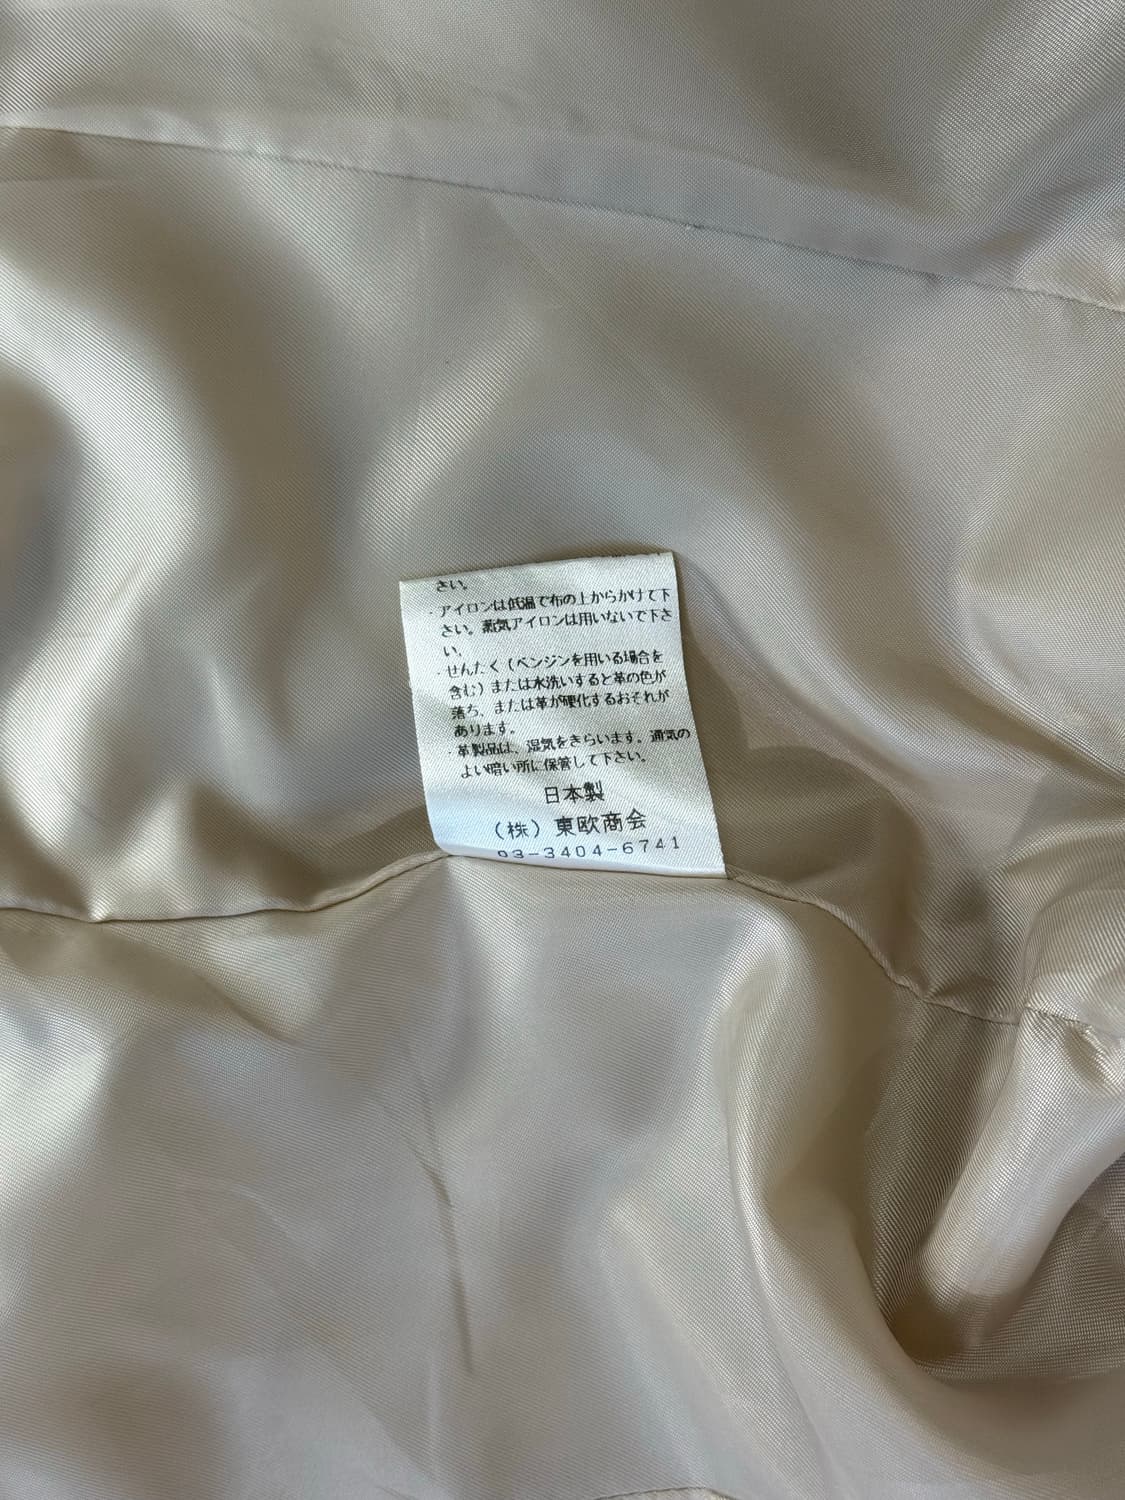 さい。
・アイロンは低温で布の上からかけて下
さい。蒸気アイロンは用いないで下さ
い。
・せんたく（ベンジンを用いる場合を
含む）または水洗いすると革の色が
落ち、または革が硬化するおそれが
あります。
・革製品は、湿気をきらいます。通気の
よい暗い所に保管して下さい。
日本製
（株）東欧商会
03-3404-6741